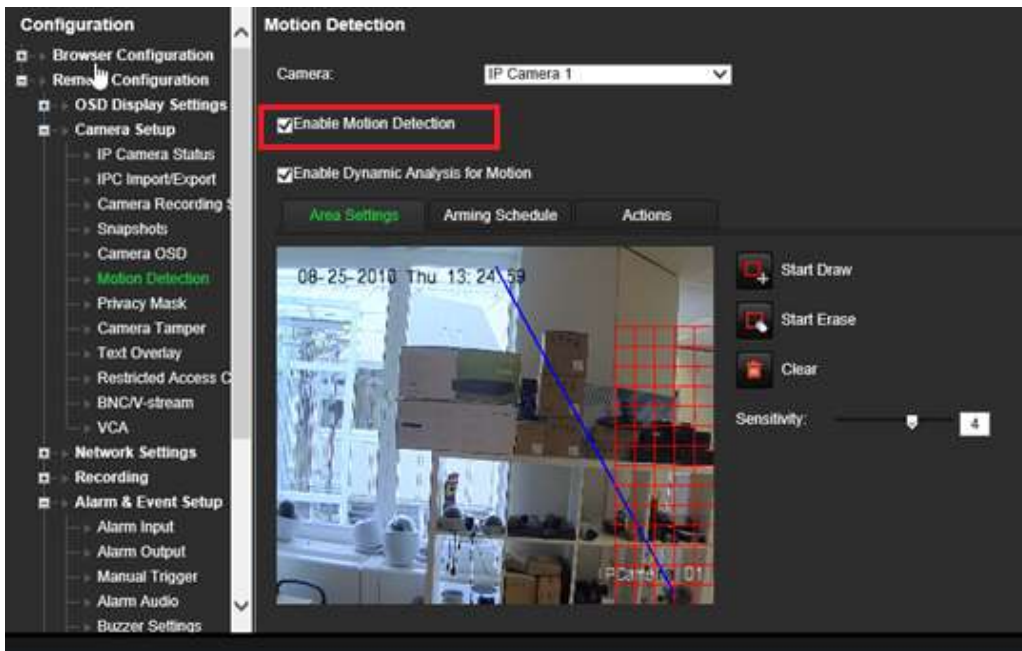 Configuration
Browser Configuration
Remote Configuration
OSD Display Settings
Camera Setup
IP Camera Status
IPC Import/Export
Camera Recording S
Snapshots
Camera OSD
Motion Detection
Privacy Mask
Camera Tamper
Text Overlay
Restricted Access C
BNC/V-stream
VCA
Network Settings
Recording
Alarm & Event Setup
Alarm Input
Alarm Output
Manual Trigger
Alarm Audio
Buzzer Settings
Motion Detection
Camera: IP Camera 1
Enable Motion Detection
Enable Dynamic Analysis for Motion
Area Settings Arming Schedule Actions
08-25-2016 Thu 13:24:59
IPCamera 01
Start Draw
Start Erase
Clear
Sensitivity: 4